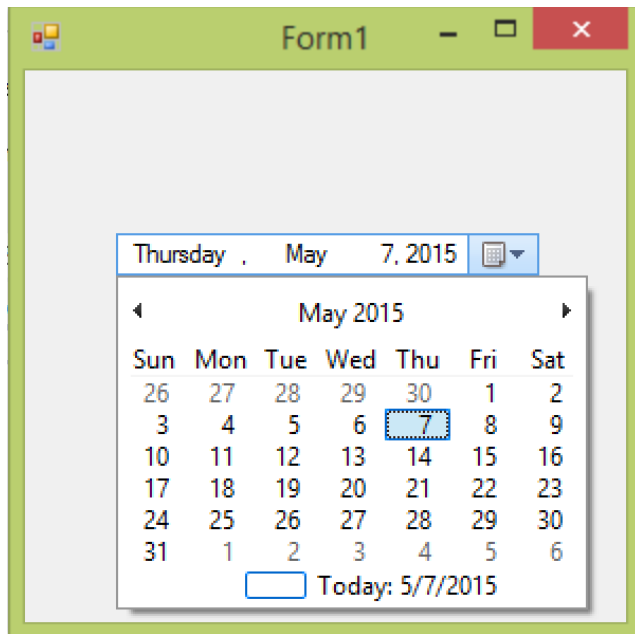 Form1
Thursday , May 7, 2015
May 2015
Sun Mon Tue Wed Thu Fri Sat
26 27 28 29 30 1 2
3 4 5 6 7 8 9
10 11 12 13 14 15 16
17 18 19 20 21 22 23
24 25 26 27 28 29 30
31 1 2 3 4 5 6
Today: 5/7/2015